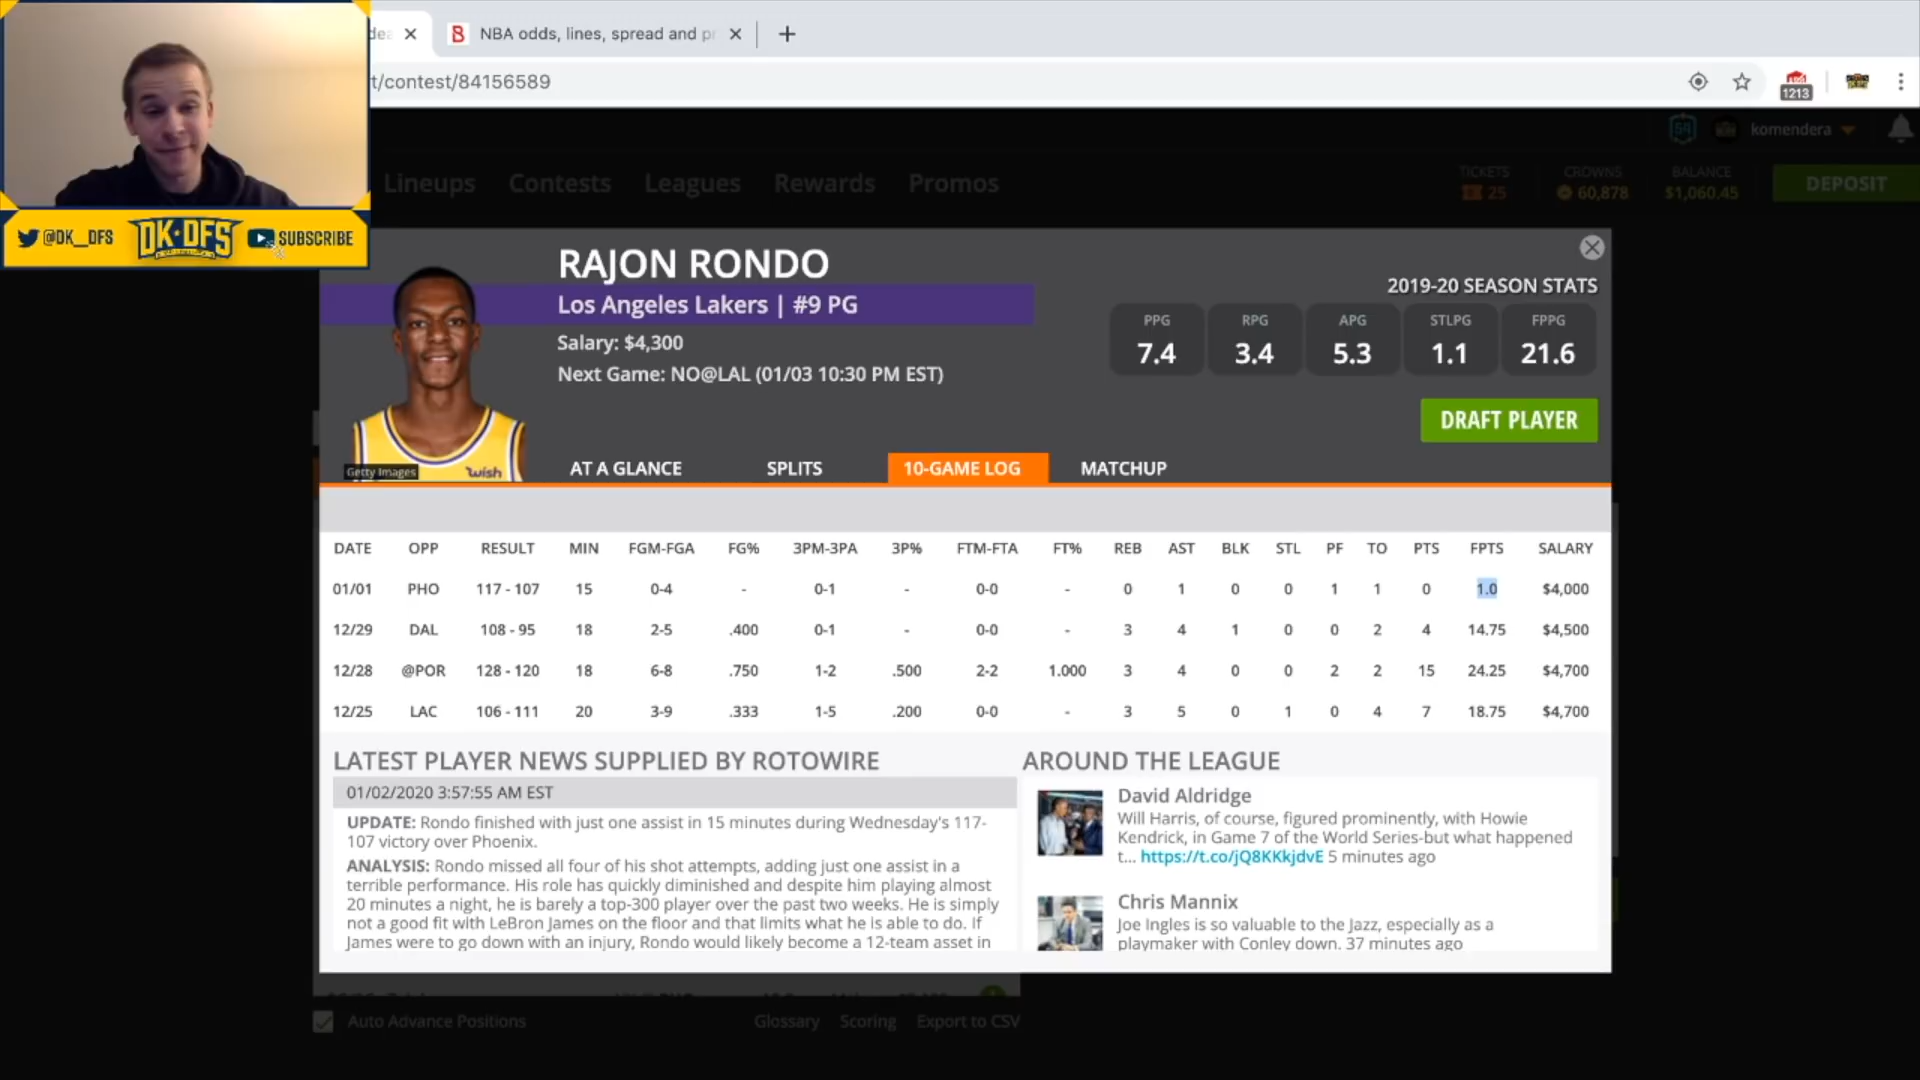 NBA odds, lines, spread and pr
t/contest/84156589
1213
@DK__DFS
DK★DFS
SUBSCRIBE
59
komendera
Lineups
Contests
Leagues
Rewards
Promos
TICKETS
25
CROWNS
60,878
BALANCE
$1,060.45
DEPOSIT
RAJON RONDO
Los Angeles Lakers | #9 PG
Salary: $4,300
Next Game: NO@LAL (01/03 10:30 PM EST)
wish
Getty Images
2019-20 SEASON STATS
PPG RPG APG STLPG FPPG
7.4 3.4 5.3 1.1 21.6
DRAFT PLAYER
AT A GLANCE SPLITS 10-GAME LOG MATCHUP
DATE OPP RESULT MIN FGM-FGA FG% 3PM-3PA 3P% FTM-FTA FT% REB AST BLK STL PF TO PTS FPTS SALARY
01/01 PHO 117 - 107 15 0-4 - 0-1 - 0-0 - 0 1 0 0 1 1 0 1.0 $4,000
12/29 DAL 108 - 95 18 2-5 .400 0-1 - 0-0 - 3 4 1 0 0 2 4 14.75 $4,500
12/28 @POR 128 - 120 18 6-8 .750 1-2 .500 2-2 1.000 3 4 0 0 2 2 15 24.25 $4,700
12/25 LAC 106 - 111 20 3-9 .333 1-5 .200 0-0 - 3 5 0 1 0 4 7 18.75 $4,700
LATEST PLAYER NEWS SUPPLIED BY ROTOWIRE
01/02/2020 3:57:55 AM EST
UPDATE: Rondo finished with just one assist in 15 minutes during Wednesday's 117-
107 victory over Phoenix.
ANALYSIS: Rondo missed all four of his shot attempts, adding just one assist in a
terrible performance. His role has quickly diminished and despite him playing almost
20 minutes a night, he is barely a top-300 player over the past two weeks. He is simply
not a good fit with LeBron James on the floor and that limits what he is able to do. If
James were to go down with an injury, Rondo would likely become a 12-team asset in
AROUND THE LEAGUE
David Aldridge
Will Harris, of course, figured prominently, with Howie
Kendrick, in Game 7 of the World Series-but what happened
t... https://t.co/jQ8KKkjdvE 5 minutes ago
Chris Mannix
Joe Ingles is so valuable to the Jazz, especially as a
playmaker with Conley down. 37 minutes ago
Auto Advance Positions
Glossary Scoring Export to CSV